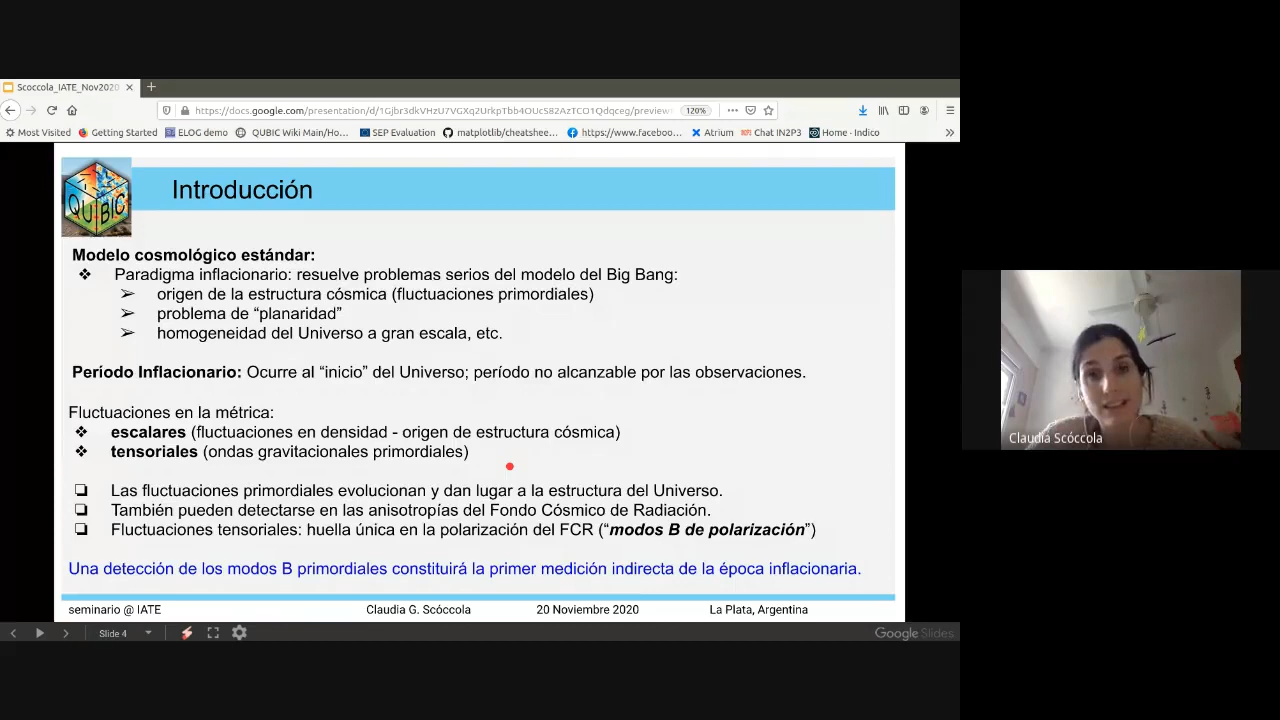 Scoccola_IATE_Nov2020
https://docs.google.com/presentation/d/1Gjbr3dkVHzU7VGXq2UrkpTbb4OUcS82AzTCO1Qdqceg/preview
120%
Most Visited Getting Started ELOG demo QUBIC Wiki Main/Ho... SEP Evaluation matplotlib/cheatshee... https://www.faceboo... Atrium Chat IN2P3 Home · Indico
QUBIC
Introducción
Modelo cosmológico estándar:
❖ Paradigma inflacionario: resuelve problemas serios del modelo del Big Bang:
➢ origen de la estructura cósmica (fluctuaciones primordiales)
➢ problema de “planaridad”
➢ homogeneidad del Universo a gran escala, etc.
Período Inflacionario: Ocurre al “inicio” del Universo; período no alcanzable por las observaciones.
Fluctuaciones en la métrica:
❖ escalares (fluctuaciones en densidad - origen de estructura cósmica)
❖ tensoriales (ondas gravitacionales primordiales)
❏ Las fluctuaciones primordiales evolucionan y dan lugar a la estructura del Universo.
❏ También pueden detectarse en las anisotropías del Fondo Cósmico de Radiación.
❏ Fluctuaciones tensoriales: huella única en la polarización del FCR (“modos B de polarización”)
Una detección de los modos B primordiales constituirá la primer medición indirecta de la época inflacionaria.
seminario @ IATE Claudia G. Scóccola 20 Noviembre 2020 La Plata, Argentina
Slide 4
Google Slides
Claudia Scóccola